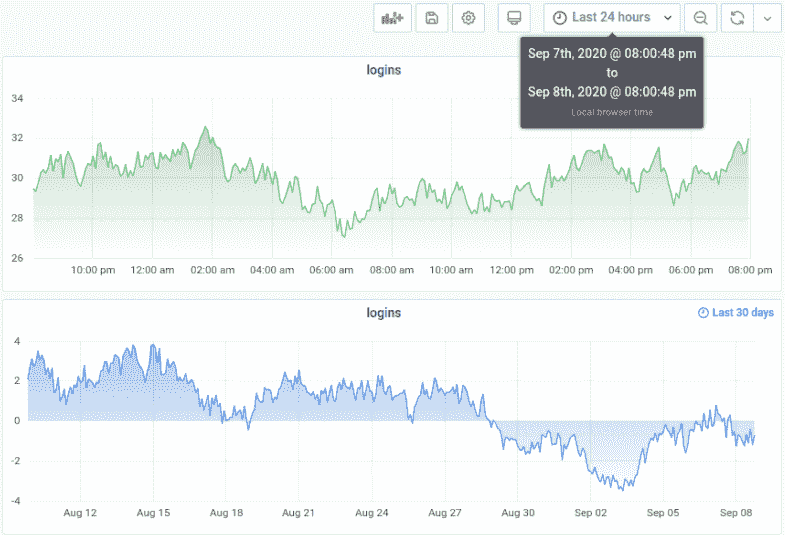 Last 24 hours
Sep 7th, 2020 @ 08:00:48 pm
to
Sep 8th, 2020 @ 08:00:48 pm
Local browser time
logins
34
32
30
28
26
10:00 pm 12:00 am 02:00 am 04:00 am 06:00 am 08:00 am 10:00 am 12:00 pm 02:00 pm 04:00 pm 06:00 pm 08:00 pm
logins
Last 30 days
4
2
0
-2
-4
Aug 12 Aug 15 Aug 18 Aug 21 Aug 24 Aug 27 Aug 30 Sep 02 Sep 05 Sep 08